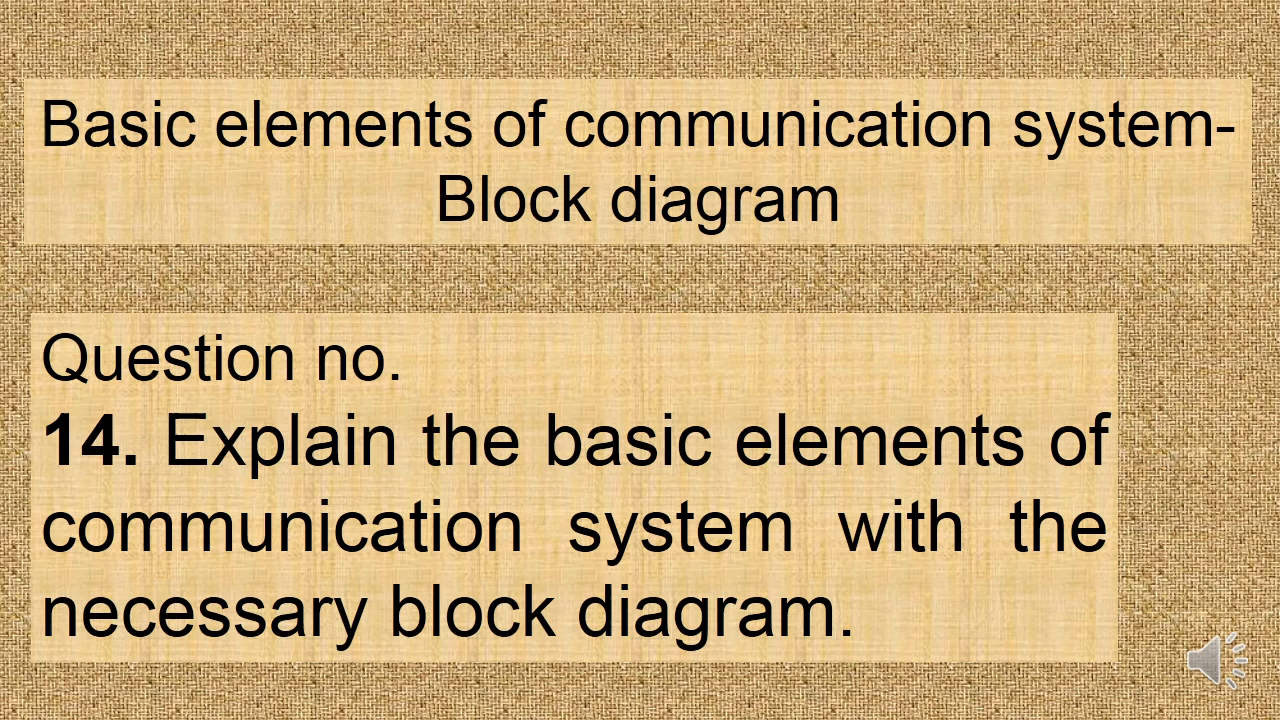 Basic elements of communication system-
Block diagram
Question no.
14. Explain the basic elements of
communication system with the
necessary block diagram.